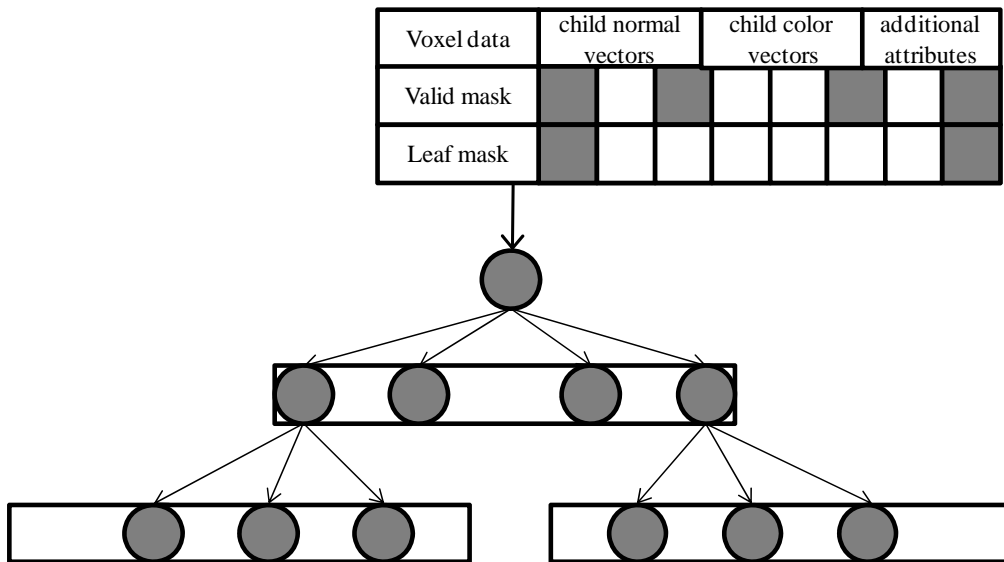 Voxel data
child normal
vectors
child color
vectors
additional
attributes
Valid mask
Leaf mask